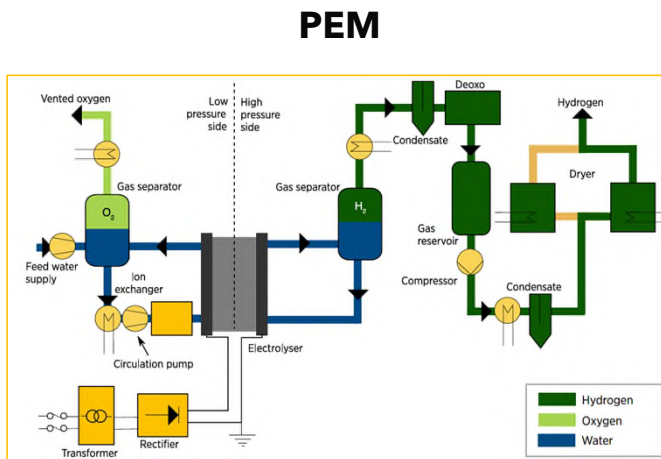 PEM
Vented oxygen
Low
pressure
side
High
pressure
side
Deoxo
Hydrogen
Condensate
Gas separator
Gas separator
Dryer
O₂
H₂
Gas
reservoir
Feed water
supply
Ion
exchanger
Compressor
Condensate
M
M
Circulation pump
Electrolyser
Transformer
Rectifier
Hydrogen
Oxygen
Water